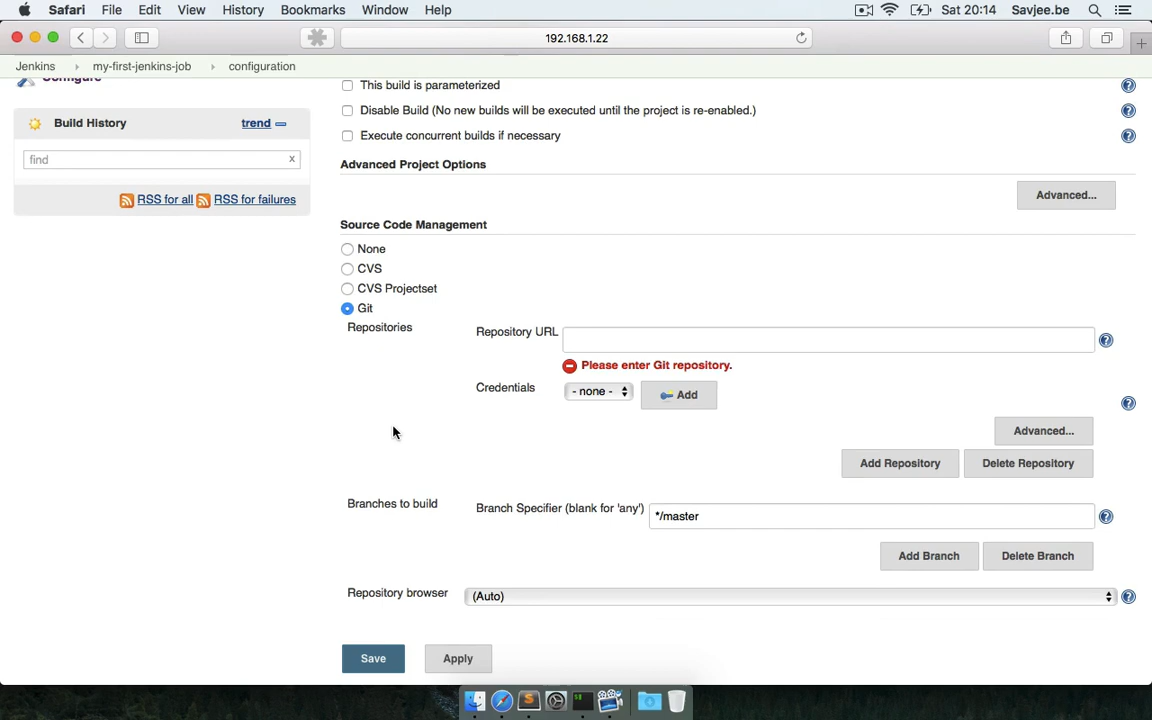 Safari File Edit View History Bookmarks Window Help Sat 20:14 Savjee.be
192.168.1.22
Jenkins my-first-jenkins-job configuration
Configure
This build is parameterized
Build History trend
Disable Build (No new builds will be executed until the project is re-enabled.)
Execute concurrent builds if necessary
find x
Advanced Project Options
RSS for all RSS for failures
Advanced...
Source Code Management
None
CVS
CVS Projectset
Git
Repositories Repository URL
Please enter Git repository.
Credentials - none - Add
Advanced...
Add Repository Delete Repository
Branches to build Branch Specifier (blank for 'any') */master
Add Branch Delete Branch
Repository browser (Auto)
Save Apply